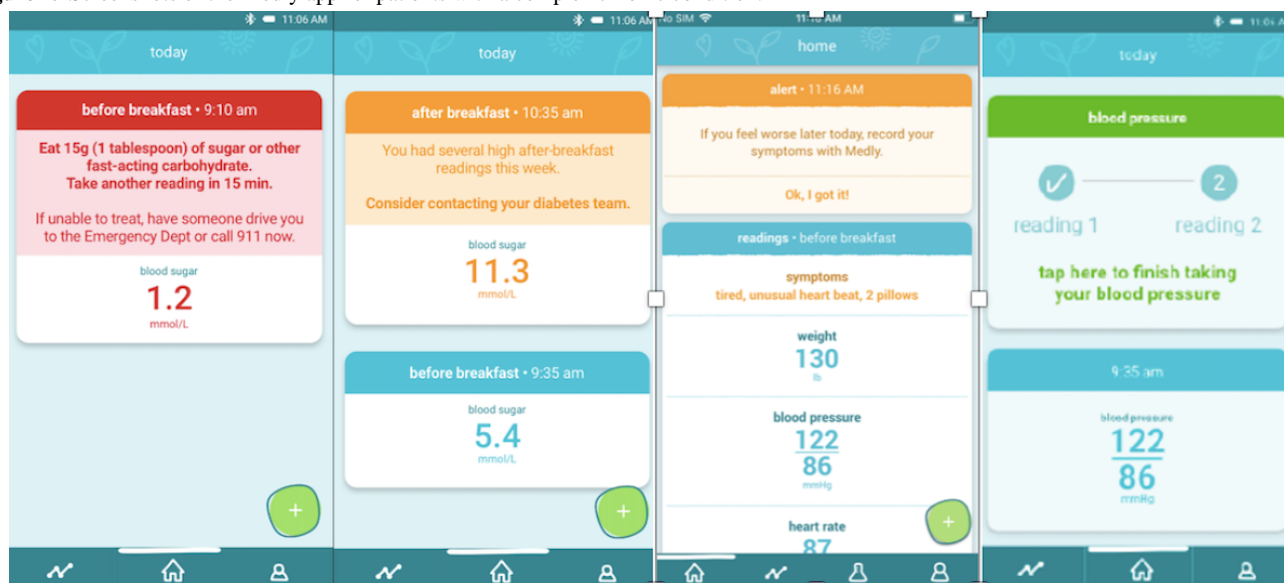 11:06 AM
today
before breakfast • 9:10 am
Eat 15g (1 tablespoon) of sugar or other
fast-acting carbohydrate.
Take another reading in 15 min.
If unable to treat, have someone drive you
to the Emergency Dept or call 911 now.
blood sugar
1.2
mmol/L
+
11:06 AM
today
after breakfast • 10:35 am
You had several high after-breakfast
readings this week.
Consider contacting your diabetes team.
blood sugar
11.3
mmol/L
before breakfast • 9:35 am
blood sugar
5.4
mmol/L
+
No SIM
AM
home
alert • 11:16 AM
If you feel worse later today, record your
symptoms with Medly.
Ok, I got it!
readings • before breakfast
symptoms
tired, unusual heart beat, 2 pillows
weight
130
lb
blood pressure
122
86
mmHg
heart rate
87
+
11:06 A
today
blood pressure
2
reading 1 reading 2
tap here to finish taking
your blood pressure
9:35 am
blood pressure
122
86
mmHg